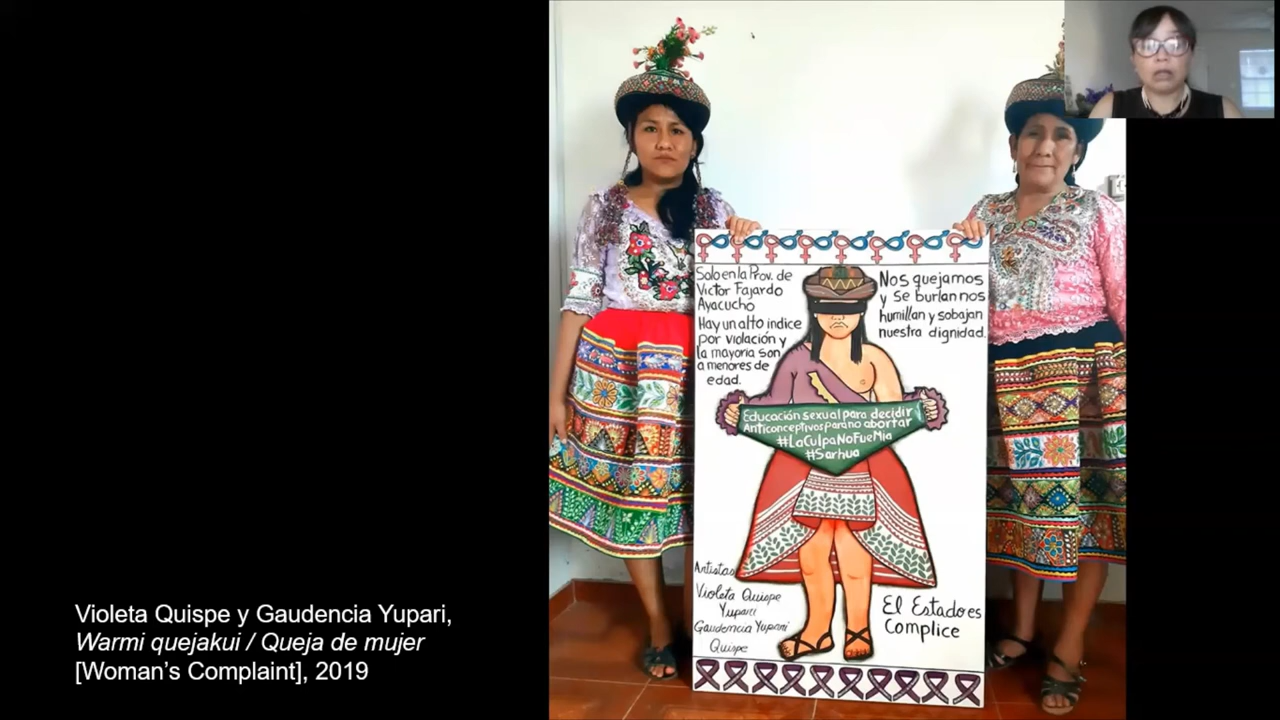 Solo en la Prov. de
Victor Fajardo
Ayacucho
Hay un alto indice
por violación y
la mayoria son
a menores de
edad.
Nos quejamos
y se burlan nos
humillan y sobajan
nuestra dignidad.
Educación sexual para decidir
Anticonceptivos para no abortar
#LaCulpaNoFueMia
#Sarhua
Artistas
Violeta Quispe
Yupari
Gaudencia Yupari
Quispe
El Estado es
Complice
Violeta Quispe y Gaudencia Yupari,
Warmi quejakui / Queja de mujer
[Woman's Complaint], 2019